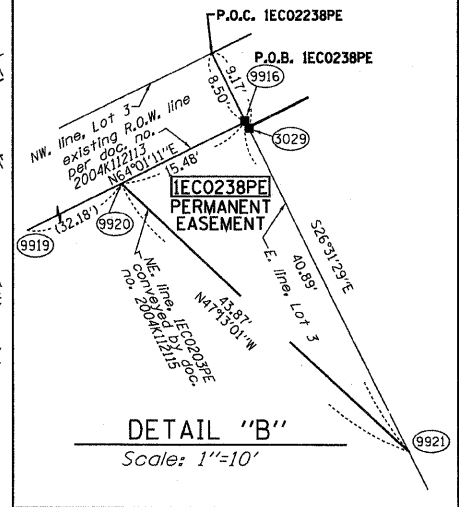 P.O.C. 1EC02238PE
P.O.B. 1EC0238PE
9916
9.17'
8.50'
NW. line, Lot 3
existing R.O.W. line
per doc. no.
2004K112113
N64°01'11"E
15.48'
3029
1EC0238PE
PERMANENT
EASEMENT
(32.18')
9919
9920
S26°31'29"E
40.89'
E. line, Lot 3
NE. line, 1EC0203PE
conveyed by doc.
no. 2004K112115
43.87'
N47°13'01"W
9921
DETAIL "B"
Scale: 1"=10'